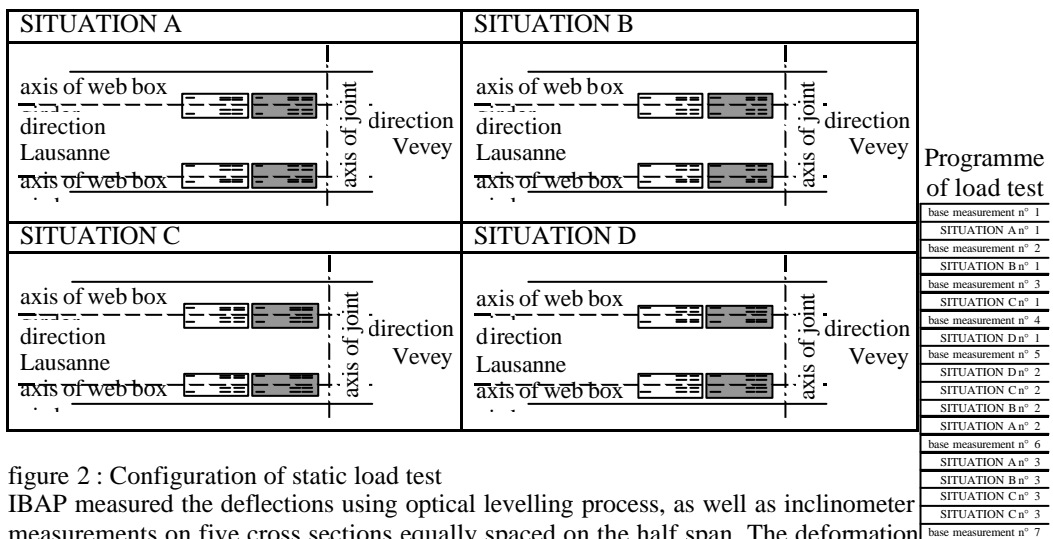 SITUATION A
axis of web box
direction
Lausanne
axis of web box
axis of joint
direction
Vevey
SITUATION B
axis of web box
direction
Lausanne
axis of web box
axis of joint
direction
Vevey
SITUATION C
axis of web box
direction
Lausanne
axis of web box
axis of joint
direction
Vevey
SITUATION D
axis of web box
direction
Lausanne
axis of web box
axis of joint
direction
Vevey
Programme
of load test
base measurement n° 1
SITUATION A n° 1
base measurement n° 2
SITUATION B n° 1
base measurement n° 3
SITUATION C n° 1
base measurement n° 4
SITUATION D n° 1
base measurement n° 5
SITUATION D n° 2
SITUATION C n° 2
SITUATION B n° 2
SITUATION A n° 2
base measurement n° 6
SITUATION A n° 3
SITUATION B n° 3
SITUATION C n° 3
SITUATION C n° 3
base measurement n° 7
figure 2 : Configuration of static load test
IBAP measured the deflections using optical levelling process, as well as inclinometer
measurements on five cross sections equally spaced on the half span. The deformation